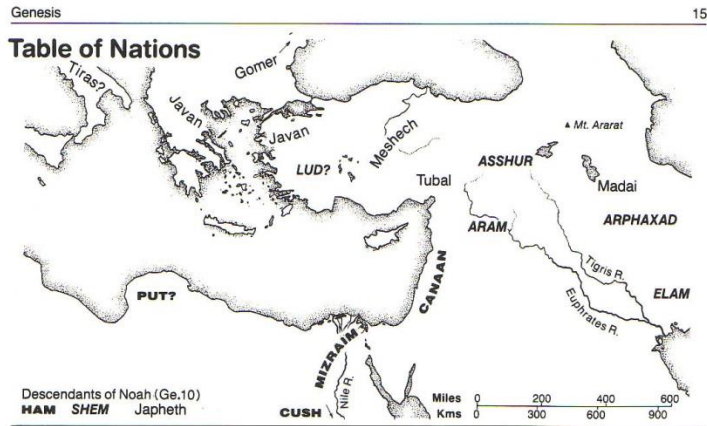 Genesis 15
Table of Nations
Tiras?
Gomer
Javan
Javan
Meshech
LUD?
Mt. Ararat
ASSHUR
Tubal
Madai
ARAM
ARPHAXAD
CANAAN
Tigris R.
Euphrates R.
ELAM
PUT?
MIZRAIM
Nile R.
CUSH
Descendants of Noah (Ge.10)
HAM SHEM Japheth
Miles 0 200 400 600
Kms 0 300 600 900